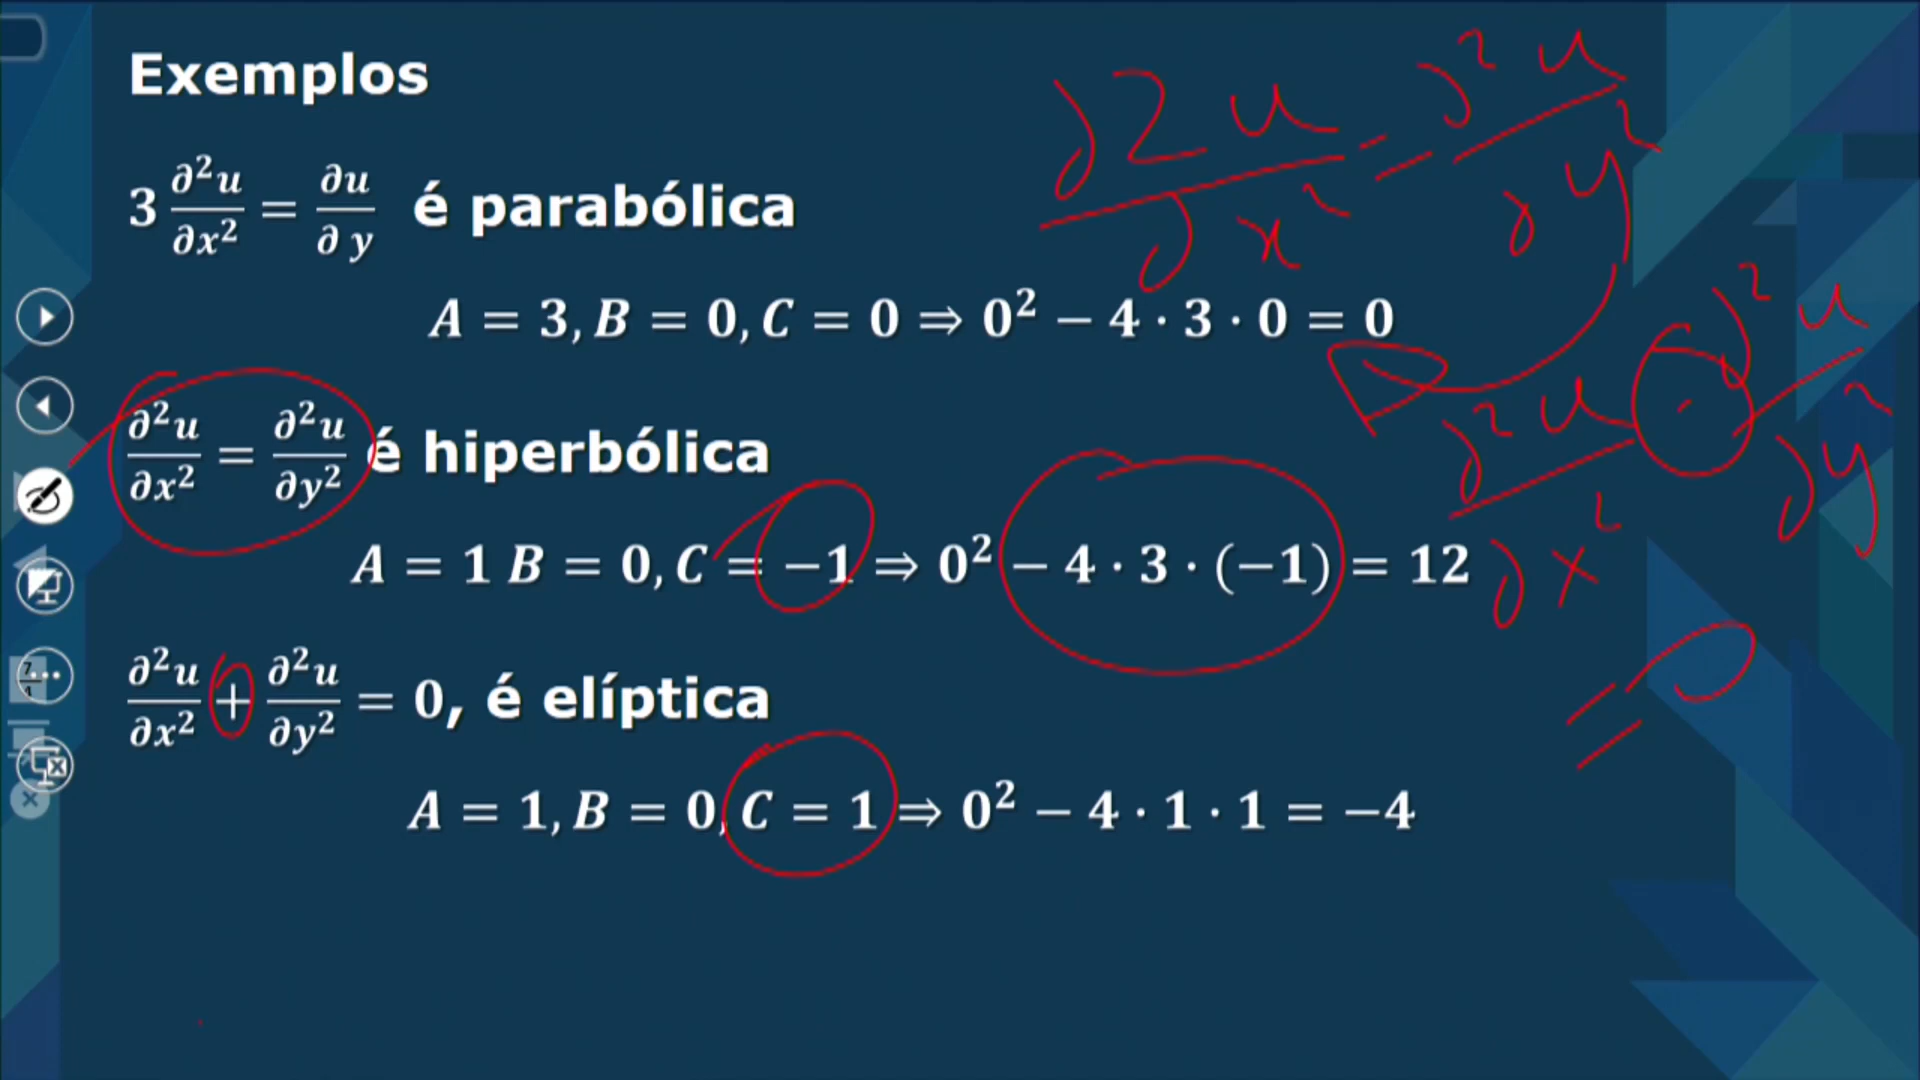 Exemplos
3 ∂²u/∂x² = ∂u/∂y é parabólica
A = 3, B = 0, C = 0 ⇒ 0² − 4 · 3 · 0 = 0
∂²u/∂x² = ∂²u/∂y² é hiperbólica
A = 1 B = 0, C = −1 ⇒ 0² − 4 · 3 · (−1) = 12
∂²u/∂x² + ∂²u/∂y² = 0, é elíptica
A = 1, B = 0, C = 1 ⇒ 0² − 4 · 1 · 1 = −4
∂2u/∂x² = ∂²u/∂y²
∂²u/∂x² - ∂²u/∂y²
= 0